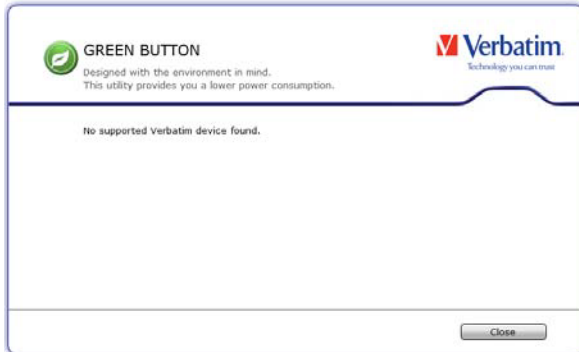 GREEN BUTTON
Designed with the environment in mind.
This utility provides you a lower power consumption.
Verbatim.
Technology you can trust
No supported Verbatim device found.
Close